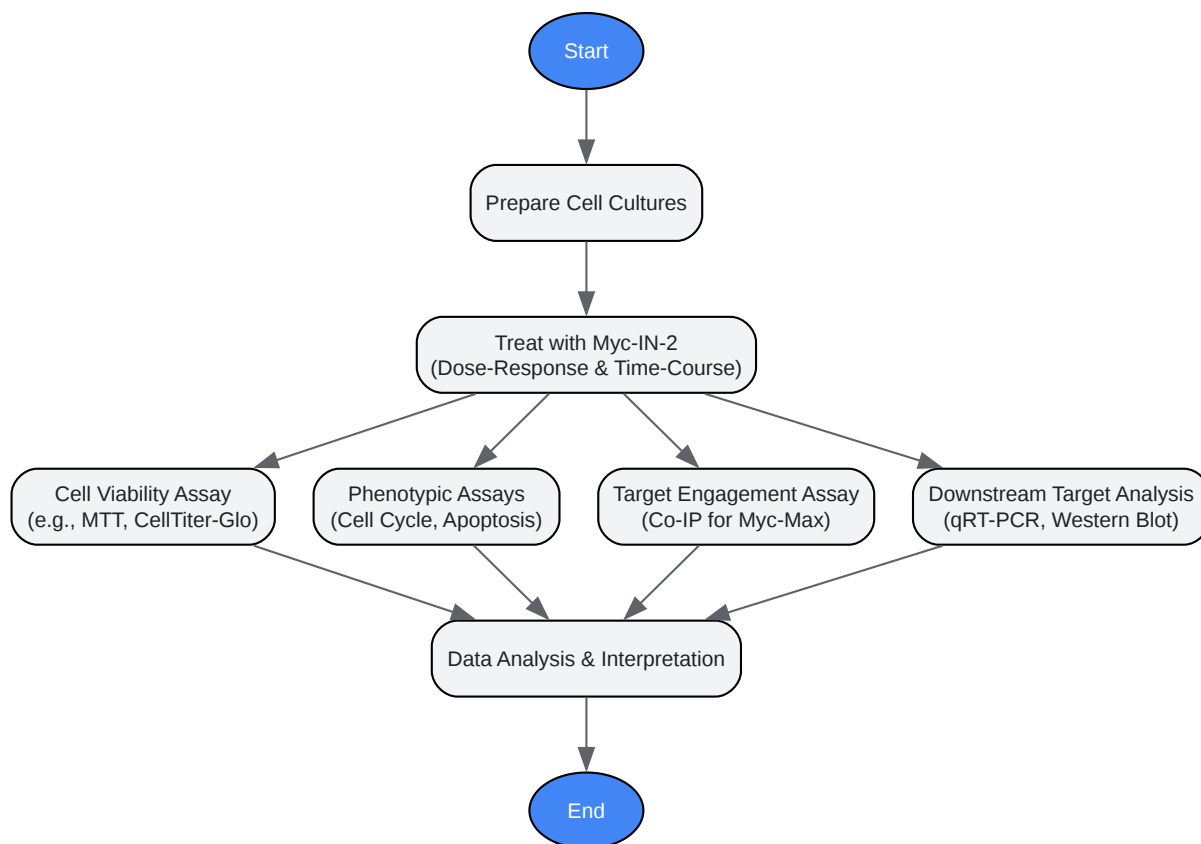 Start
Prepare Cell Cultures
Treat with Myc-IN-2
(Dose-Response & Time-Course)
Cell Viability Assay
(e.g., MTT, CellTiter-Glo)
Phenotypic Assays
(Cell Cycle, Apoptosis)
Target Engagement Assay
(Co-IP for Myc-Max)
Downstream Target Analysis
(qRT-PCR, Western Blot)
Data Analysis & Interpretation
End